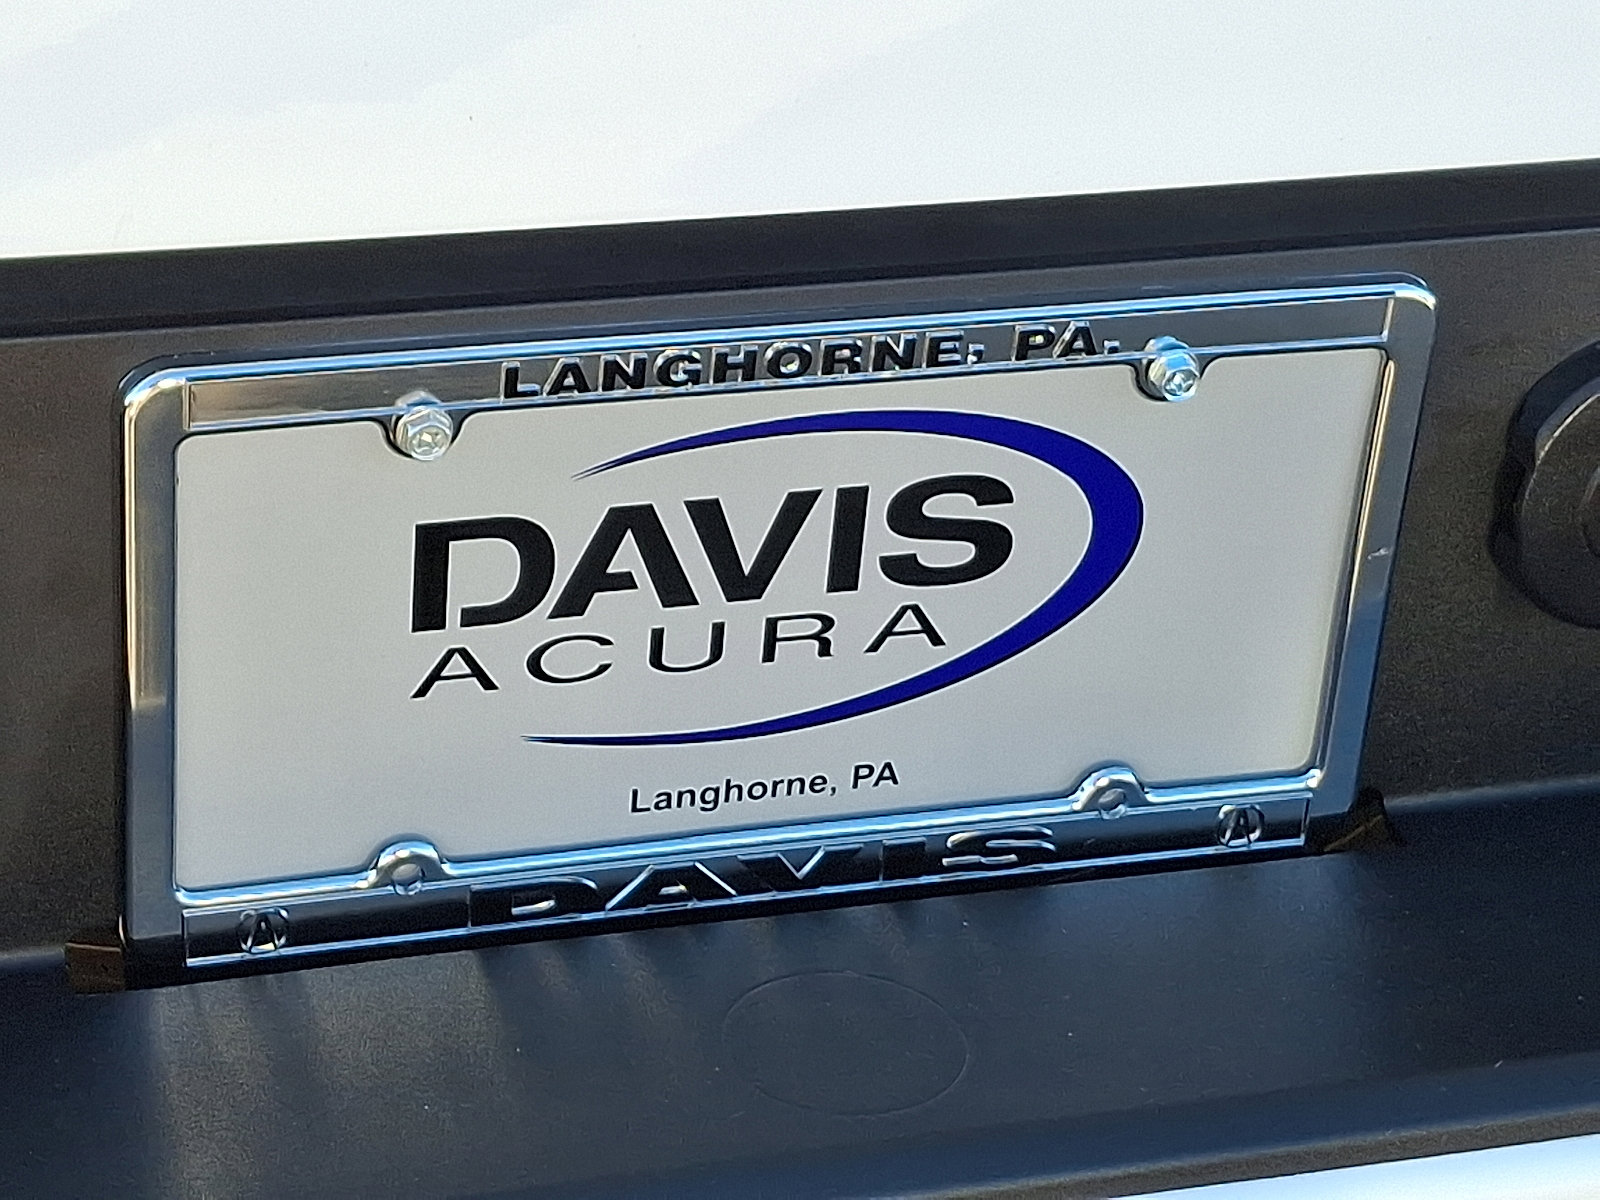 LANGHORNE, PA.
DAVIS
ACURA
Langhorne, PA
DAVIS